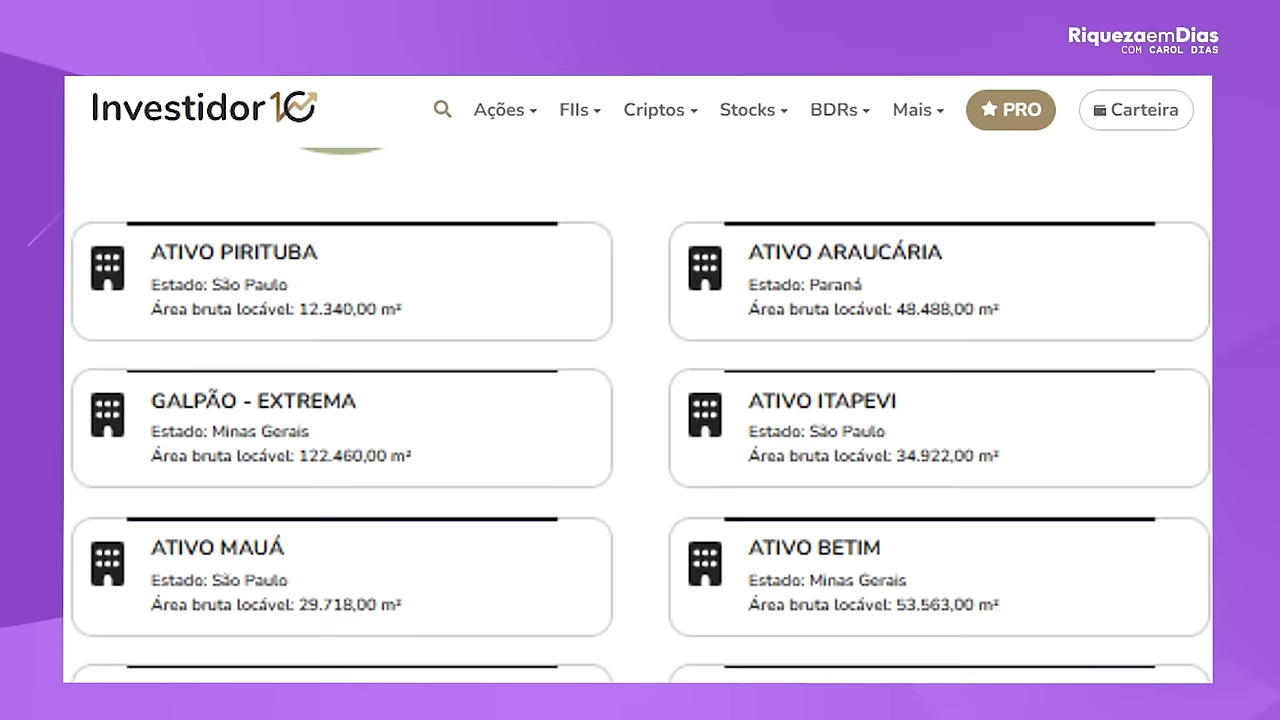 RiquezaemDias
COM CAROL DIAS
Investidor10
Ações
FIIs
Criptos
Stocks
BDRs
Mais
PRO
Carteira
ATIVO PIRITUBA
Estado: São Paulo
Área bruta locável: 12.340,00 m²
ATIVO ARAUCÁRIA
Estado: Paraná
Área bruta locável: 48.488,00 m²
GALPÃO - EXTREMA
Estado: Minas Gerais
Área bruta locável: 122.460,00 m²
ATIVO ITAPEVI
Estado: São Paulo
Área bruta locável: 34.922,00 m²
ATIVO MAUÁ
Estado: São Paulo
Área bruta locável: 29.718,00 m²
ATIVO BETIM
Estado: Minas Gerais
Área bruta locável: 53.563,00 m²